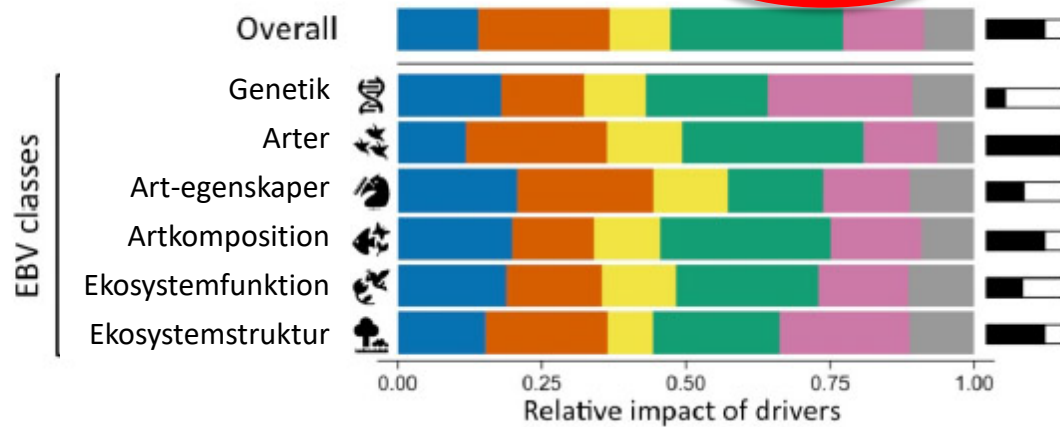 Overall
EBV classes
Genetik
Arter
Art-egenskaper
Artkomposition
Ekosystemfunktion
Ekosystemstruktur
0.00 0.25 0.50 0.75 1.00
Relative impact of drivers